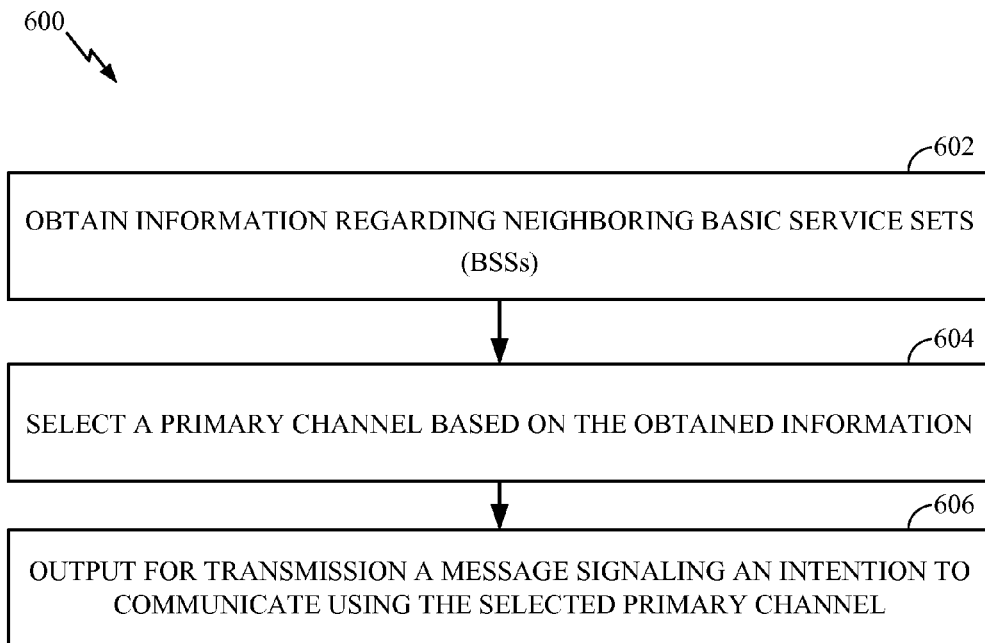 600
602
OBTAIN INFORMATION REGARDING NEIGHBORING BASIC SERVICE SETS
(BSSs)
604
SELECT A PRIMARY CHANNEL BASED ON THE OBTAINED INFORMATION
606
OUTPUT FOR TRANSMISSION A MESSAGE SIGNALING AN INTENTION TO
COMMUNICATE USING THE SELECTED PRIMARY CHANNEL